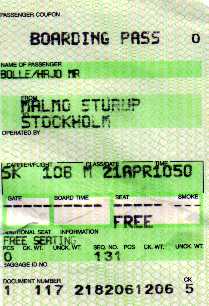 PASSENGER COUPON
BOARDING PASS 0
NAME OF PASSENGER
BOLLE/HAJO MR
FROM
MALMO STURUP
STOCKHOLM
OPERATED BY
CARRIER/FLIGHT CLASS/DATE TIME
SK 108 M 21APR1050
GATE BOARD TIME SEAT SMOKE
FREE
ADDITIONAL SEAT INFORMATION
FREE SEATING
PCS CK. WT. UNCK. WT. SEQ. NO. PCS CK. WT. UNCK. WT.
0 131
BAGGAGE ID NO
DOCUMENT NUMBER CK
1 117 2182061206 5